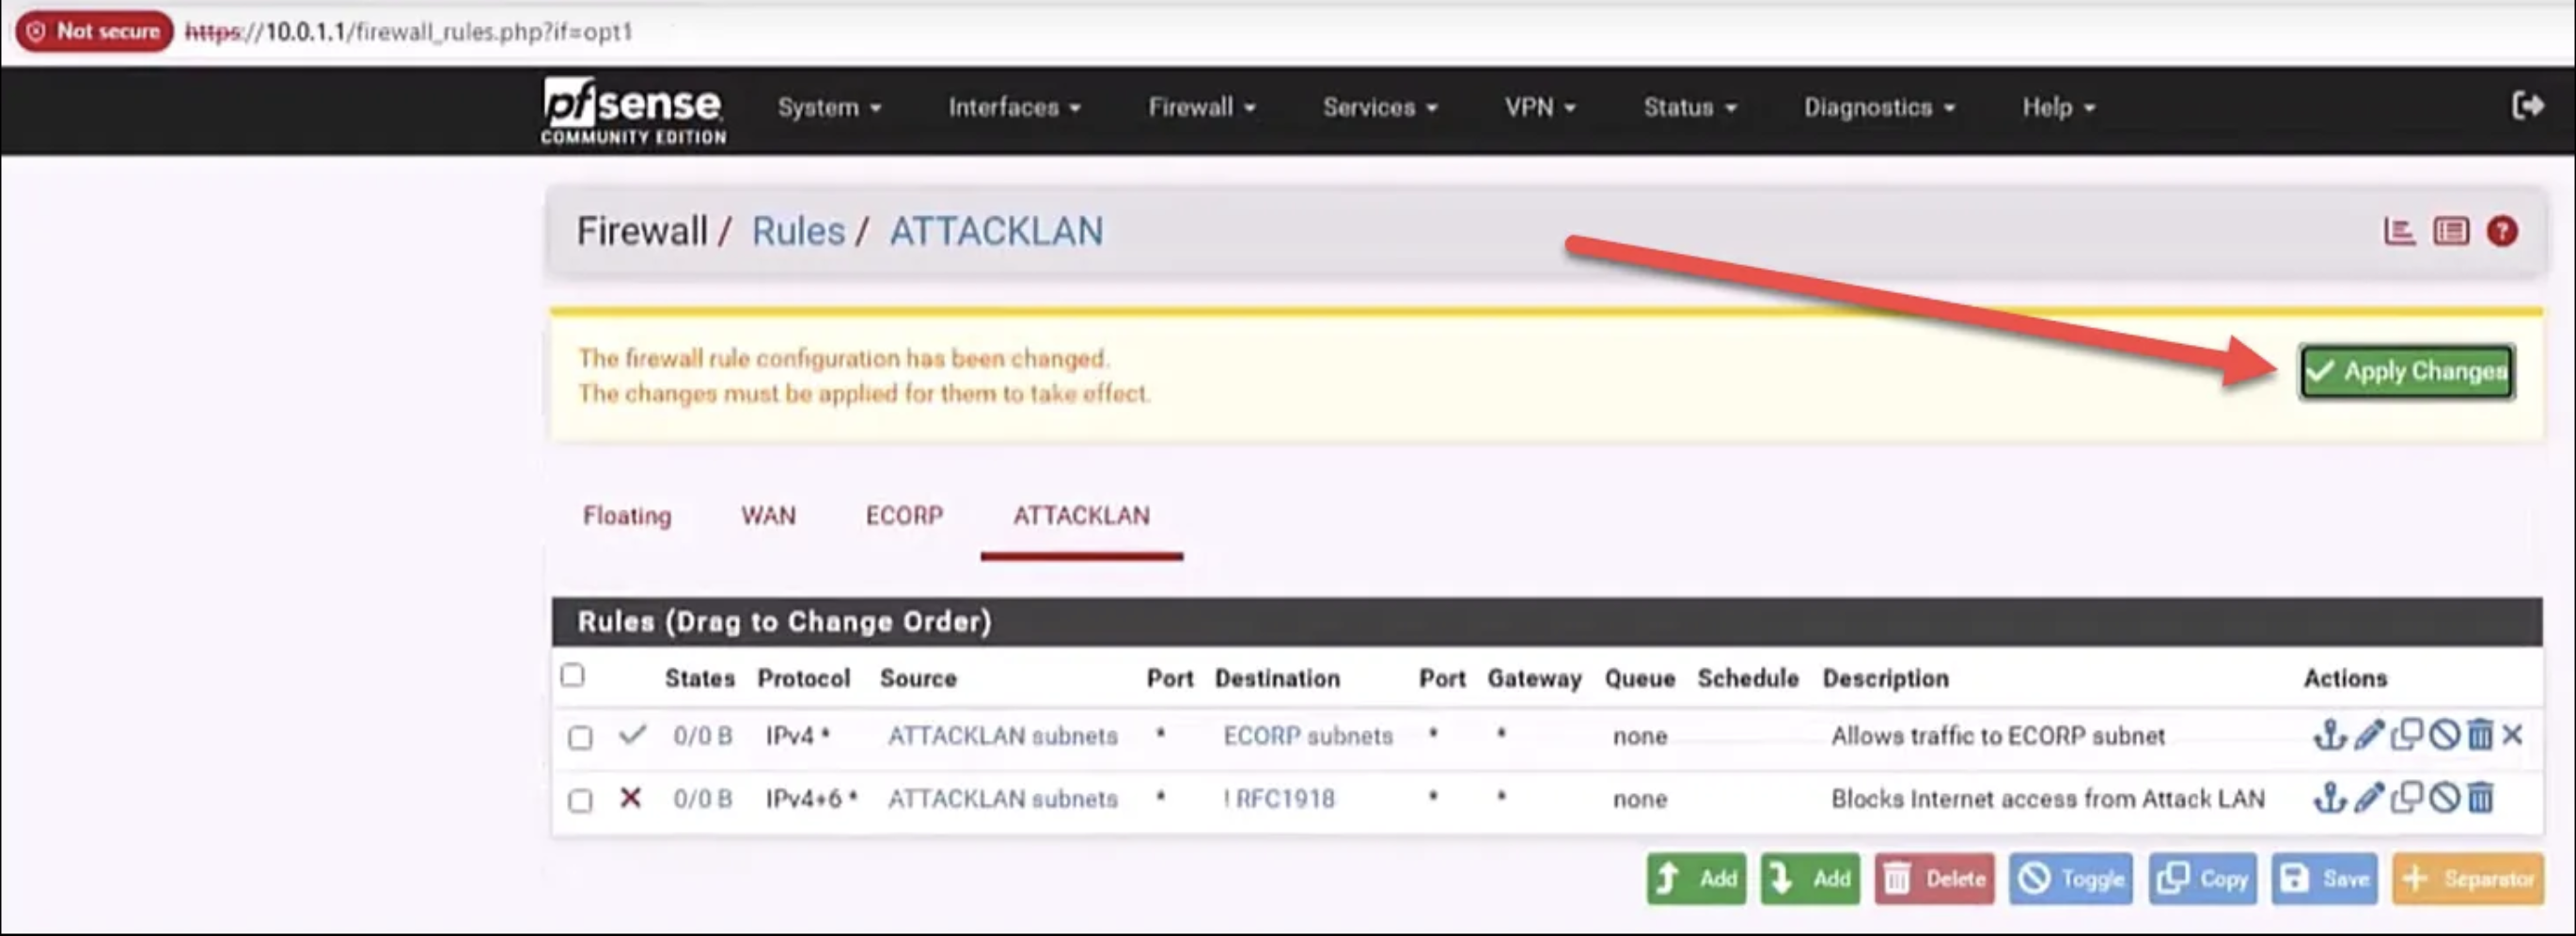 Not secure https://10.0.1.1/firewall_rules.php?if=opt1
pfsense System Interfaces Firewall Services VPN Status Diagnostics Help
COMMUNITY EDITION
Firewall / Rules / ATTACKLAN
The firewall rule configuration has been changed.
The changes must be applied for them to take effect.
Apply Changes
Floating WAN ECORP ATTACKLAN
Rules (Drag to Change Order)
States Protocol Source Port Destination Port Gateway Queue Schedule Description Actions
0/0 B IPv4 * ATTACKLAN subnets * ECORP subnets * * none Allows traffic to ECORP subnet
0/0 B IPv4+6 * ATTACKLAN subnets * ! RFC1918 * * none Blocks Internet access from Attack LAN
Add Add Delete Toggle Copy Save Separator